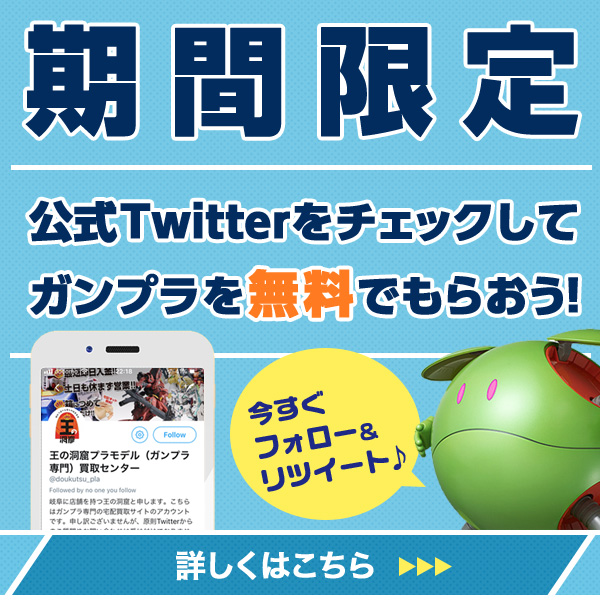 期間限定
公式Twitterをチェックして
ガンプラを無料でもらおう!
22:18
土日も休まず営業!!
王
洞窟
Follow
王の洞窟プラモデル（ガンプラ
専門）買取センター
@doukutsu_pla
Followed by no one you follow
岐阜に店舗を持つ王の洞窟と申します。こちら
はガンプラ専門の宅配買取サイトのアカウント
です。申し訳ございませんが、原則Twitterから
今すぐ
フォロー&
リツイート♪
詳しくはこちら